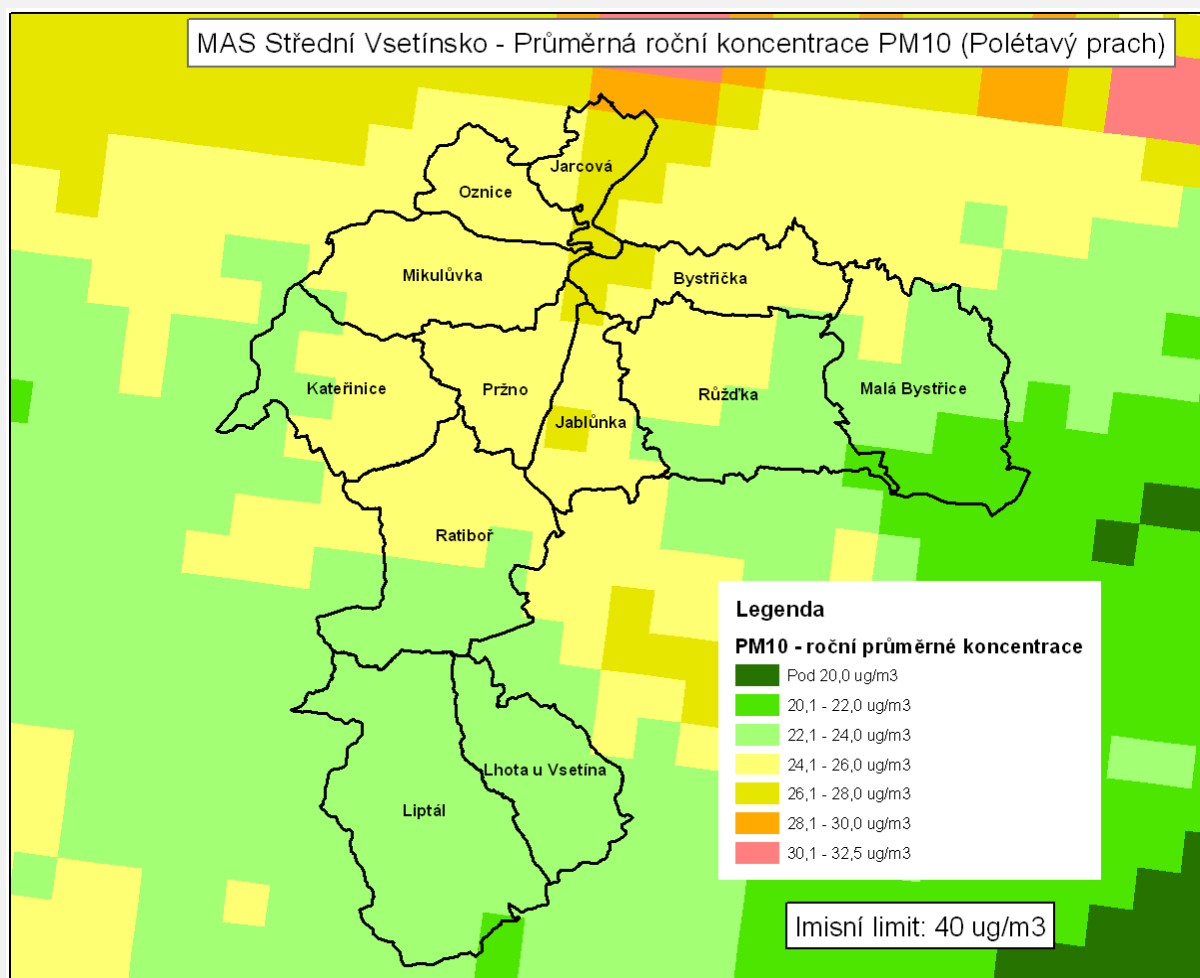 MAS Střední Vsetínsko - Průměrná roční koncentrace PM10 (Polétavý prach)
Jarcová
Oznice
Mikulůvka
Bystřička
Kateřinice
Pržno
Jablůnka
Růžďka
Malá Bystřice
Ratiboř
Lhota u Vsetína
Liptál
Legenda
PM10 - roční průměrné koncentrace
Pod 20,0 ug/m3
20,1 - 22,0 ug/m3
22,1 - 24,0 ug/m3
24,1 - 26,0 ug/m3
26,1 - 28,0 ug/m3
28,1 - 30,0 ug/m3
30,1 - 32,5 ug/m3
Imisní limit: 40 ug/m3